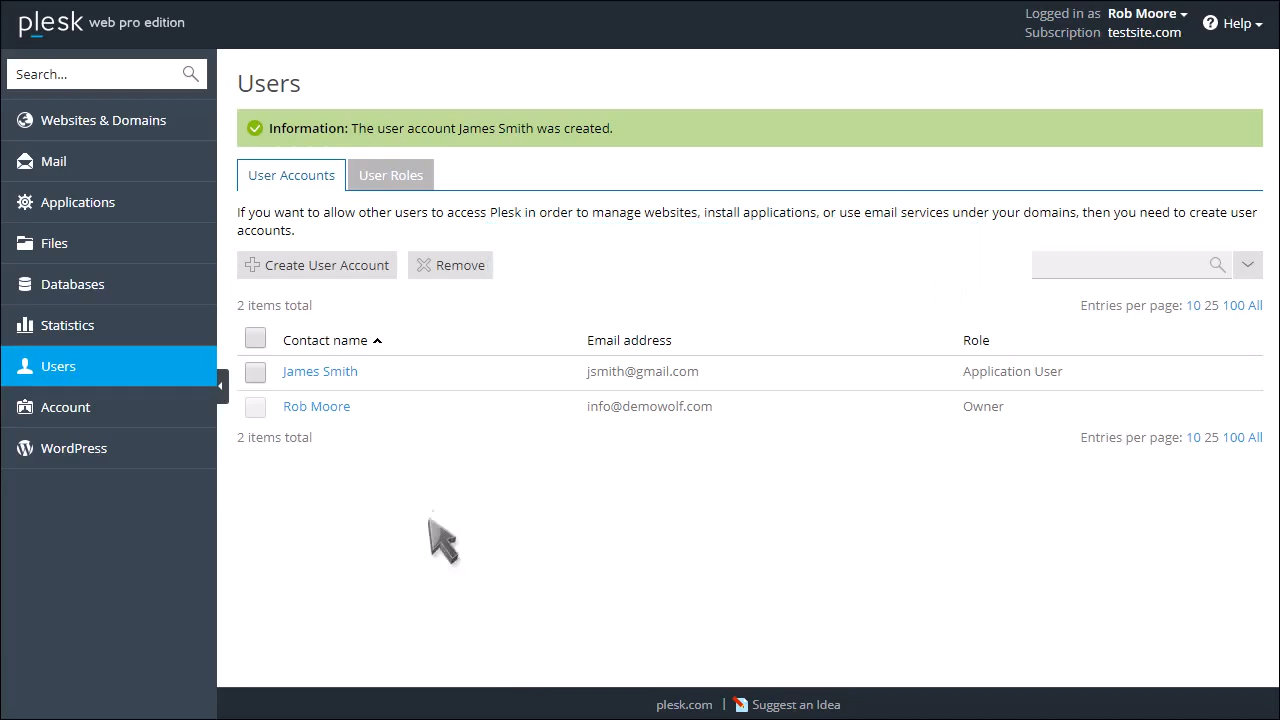 plesk web pro edition
Logged in as Rob Moore
Subscription testsite.com
Help
Search...
Websites & Domains
Mail
Applications
Files
Databases
Statistics
Users
Account
WordPress
Users
Information: The user account James Smith was created.
User Accounts
User Roles
If you want to allow other users to access Plesk in order to manage websites, install applications, or use email services under your domains, then you need to create user
accounts.
Create User Account
Remove
2 items total
Entries per page: 10 25 100 All
Contact name Email address Role
James Smith jsmith@gmail.com Application User
Rob Moore info@demowolf.com Owner
2 items total
Entries per page: 10 25 100 All
plesk.com | Suggest an Idea